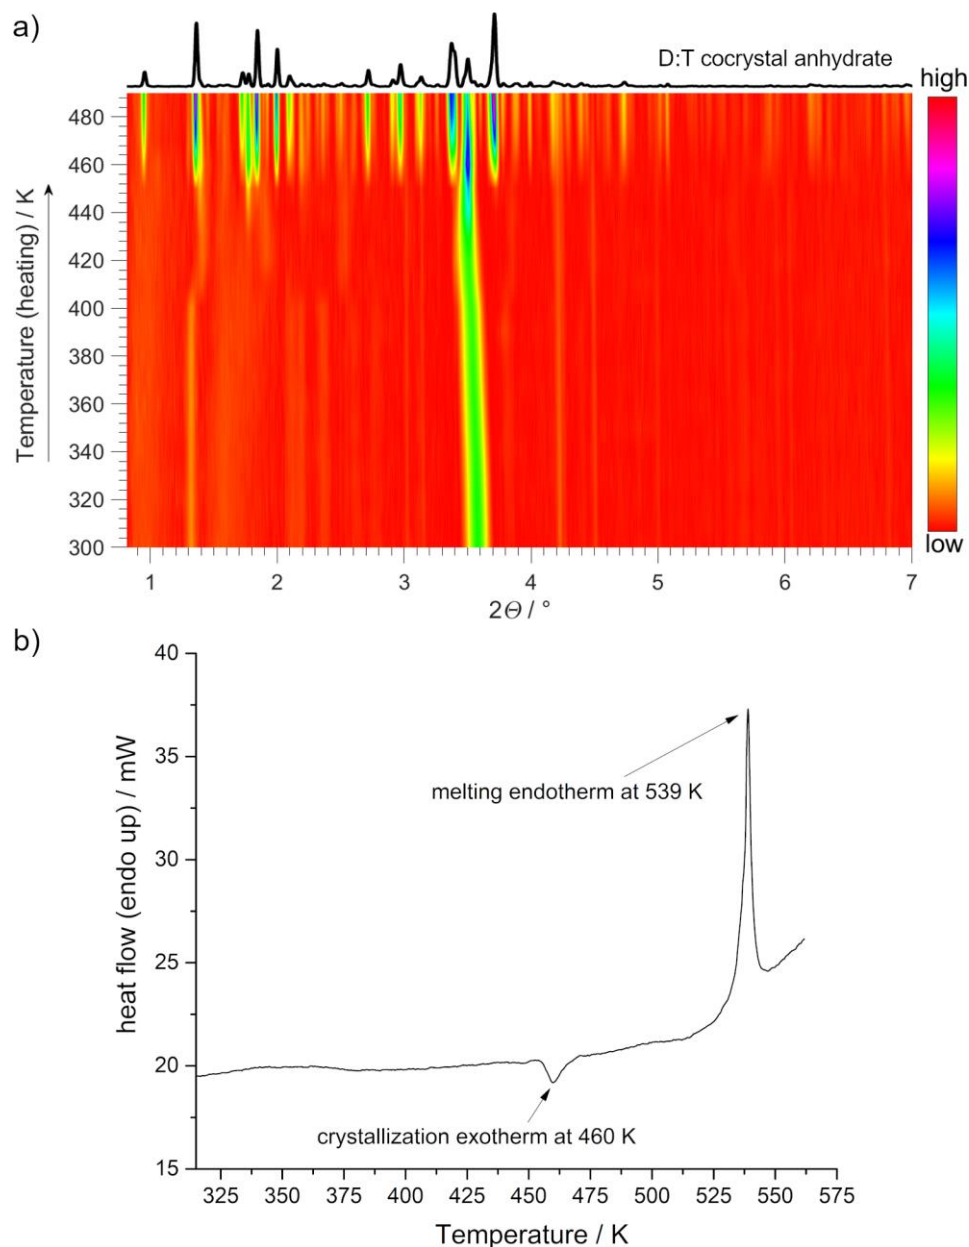 a)
D:T cocrystal anhydrate
high
480
460
440
420
400
380
360
340
320
300
Temperature (heating) / K
low
1 2 3 4 5 6 7
2Θ / °
b)
40
35
30
25
20
15
heat flow (endo up) / mW
melting endotherm at 539 K
crystallization exotherm at 460 K
325 350 375 400 425 450 475 500 525 550 575
Temperature / K